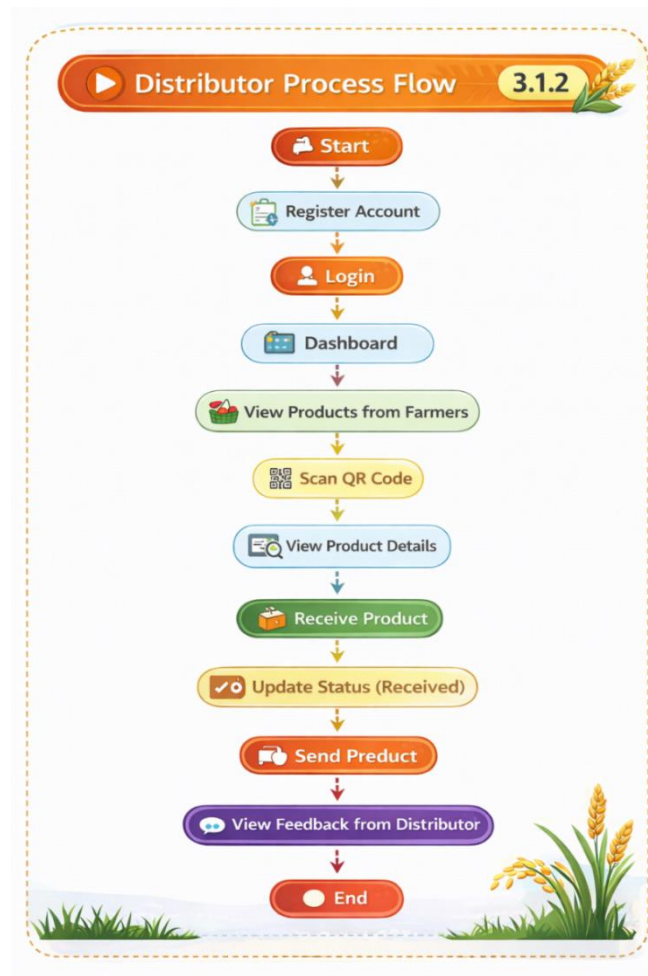 Distributor Process Flow 3.1.2
Start
Register Account
Login
Dashboard
View Products from Farmers
Scan QR Code
View Product Details
Receive Product
Update Status (Received)
Send Preduct
View Feedback from Distributor
End